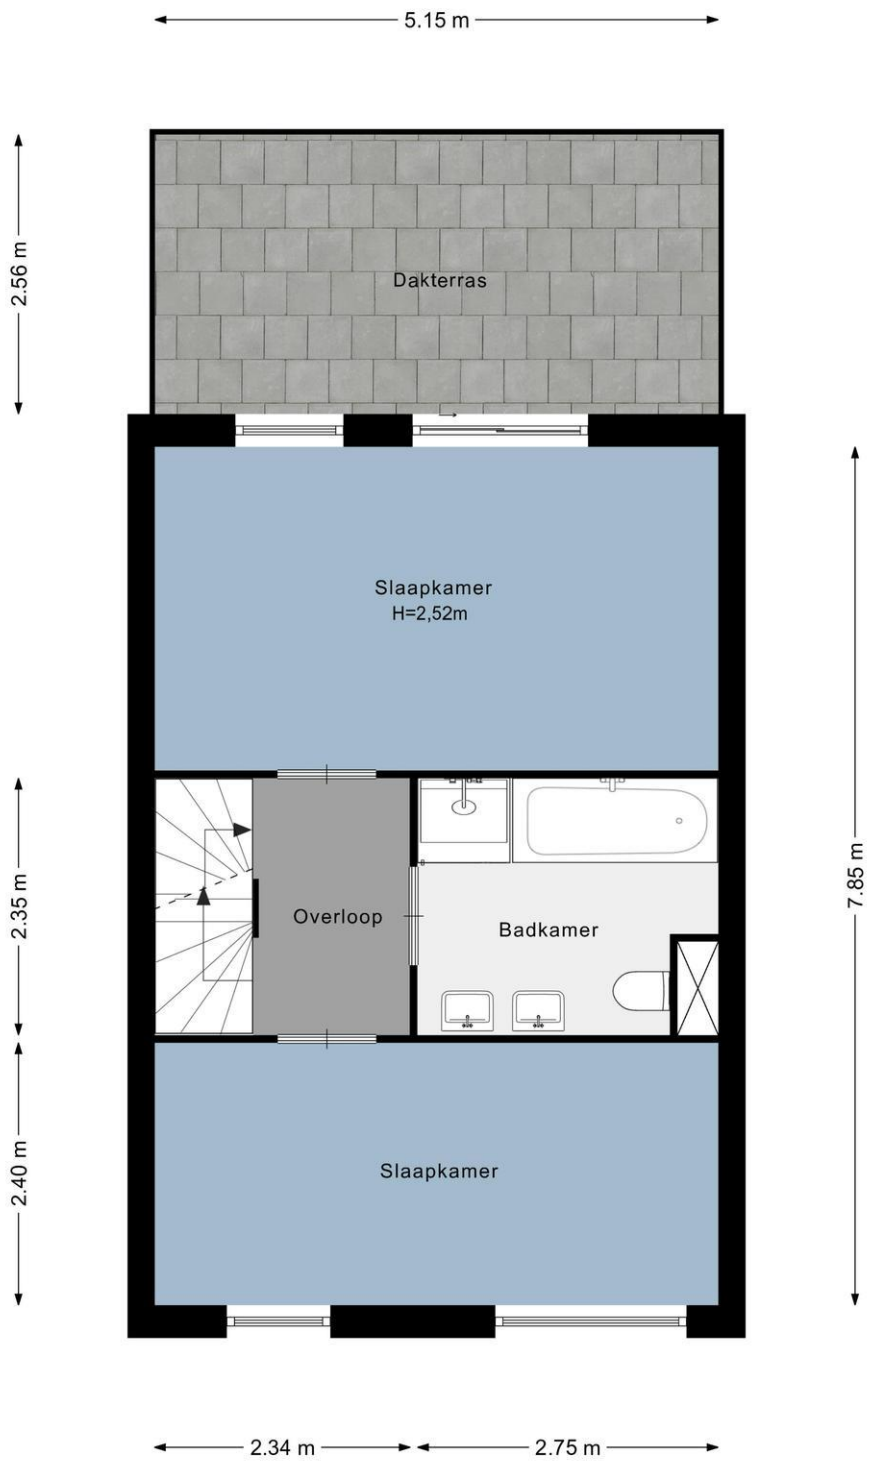 5.15 m
2.56 m
Dakterras
Slaapkamer
H=2,52m
7.85 m
2.35 m
Overloop
Badkamer
2.40 m
Slaapkamer
2.34 m
2.75 m